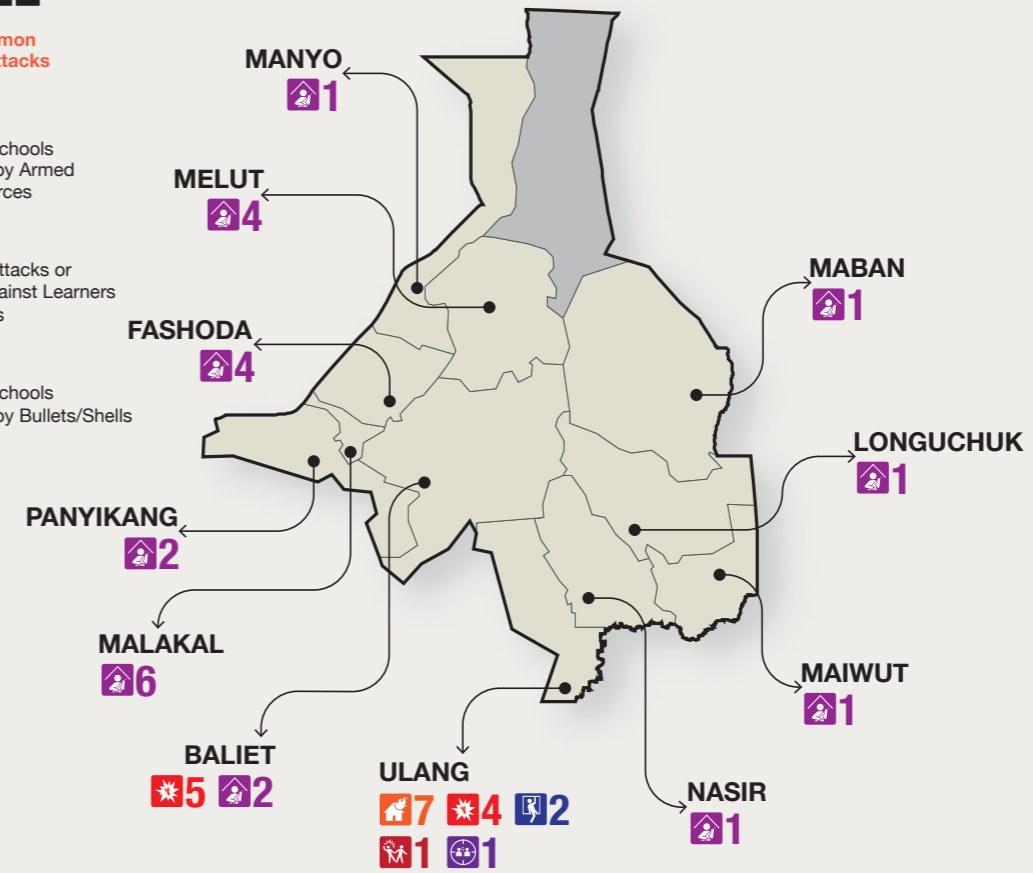 MANYO
1
MELUT
4
chools
by Armed
rces
ttacks or
ainst Learners
s
FASHODA
4
chools
by Bullets/Shells
MABAN
1
LONGUCHUK
1
PANYIKANG
2
MALAKAL
6
MAIWUT
1
BALIET
5 2
ULANG
7 4 2
1 1
NASIR
1
mon
ttacks